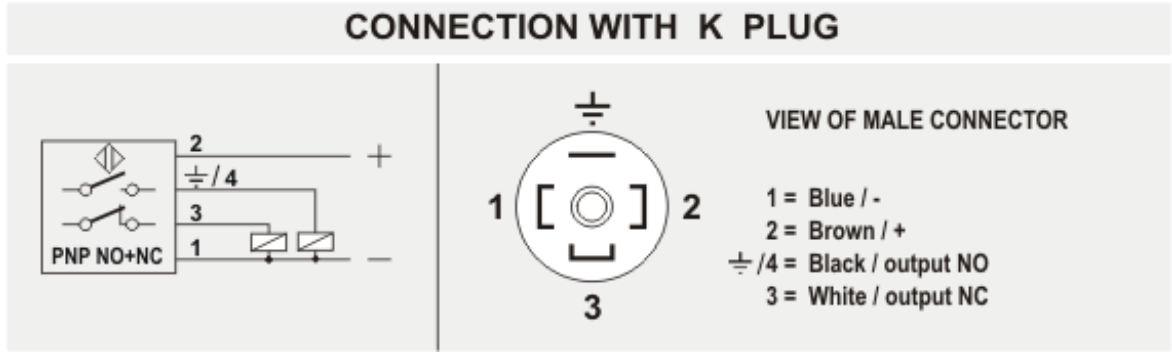 CONNECTION WITH K PLUG
2
+
⏚/4
3
1
−
PNP NO+NC
⏚
1
2
3
VIEW OF MALE CONNECTOR
1 = Blue / -
2 = Brown / +
⏚/4 = Black / output NO
3 = White / output NC